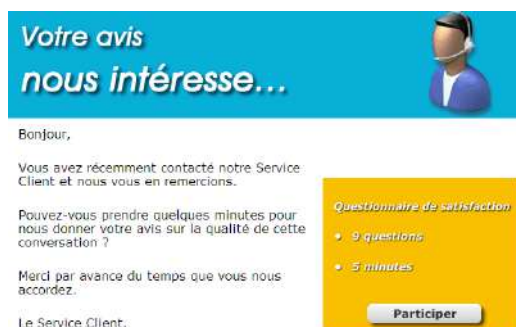 Votre avis
nous intéresse...
Bonjour,
Vous avez récemment contacté notre Service
Client et nous vous en remercions.
Pouvez-vous prendre quelques minutes pour
nous donner votre avis sur la qualité de cette
conversation ?
Merci par avance du temps que vous nous
accordez.
Le Service Client.
Questionnaire de satisfaction
• 9 questions
• 5 minutes
Participer